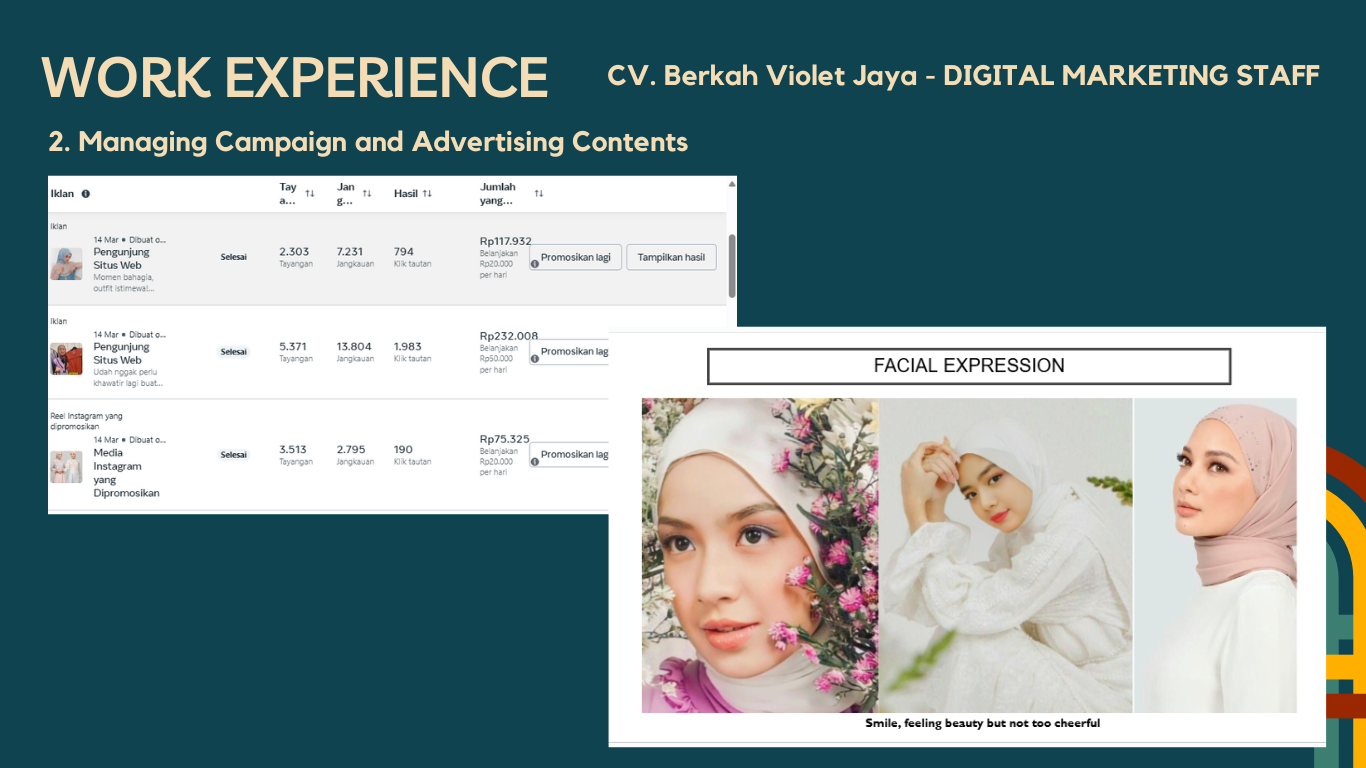 WORK EXPERIENCE
CV. Berkah Violet Jaya - DIGITAL MARKETING STAFF
2. Managing Campaign and Advertising Contents
Iklan
Tay
a...
Jan
g...
Hasil
Jumlah
yang...
Iklan
14 Mar • Dibuat o...
Pengunjung
Situs Web
Momen bahagia,
outfit istimewa!...
Selesai
2.303
Tayangan
7.231
Jangkauan
794
Klik tautan
Rp117.932
Belanjakan
Rp20.000
per hari
Promosikan lagi
Tampilkan hasil
Iklan
14 Mar • Dibuat o...
Pengunjung
Situs Web
Udah nggak perlu
khawatir lagi buat...
Selesai
5.371
Tayangan
13.804
Jangkauan
1.983
Klik tautan
Rp232.008
Belanjakan
Rp50.000
per hari
Promosikan lag
Reel Instagram yang
dipromosikan
14 Mar • Dibuat o...
Media
Instagram
yang
Dipromosikan
Selesai
3.513
Tayangan
2.795
Jangkauan
190
Klik tautan
Rp75.325
Belanjakan
Rp20.000
per hari
Promosikan lag
FACIAL EXPRESSION
Smile, feeling beauty but not too cheerful